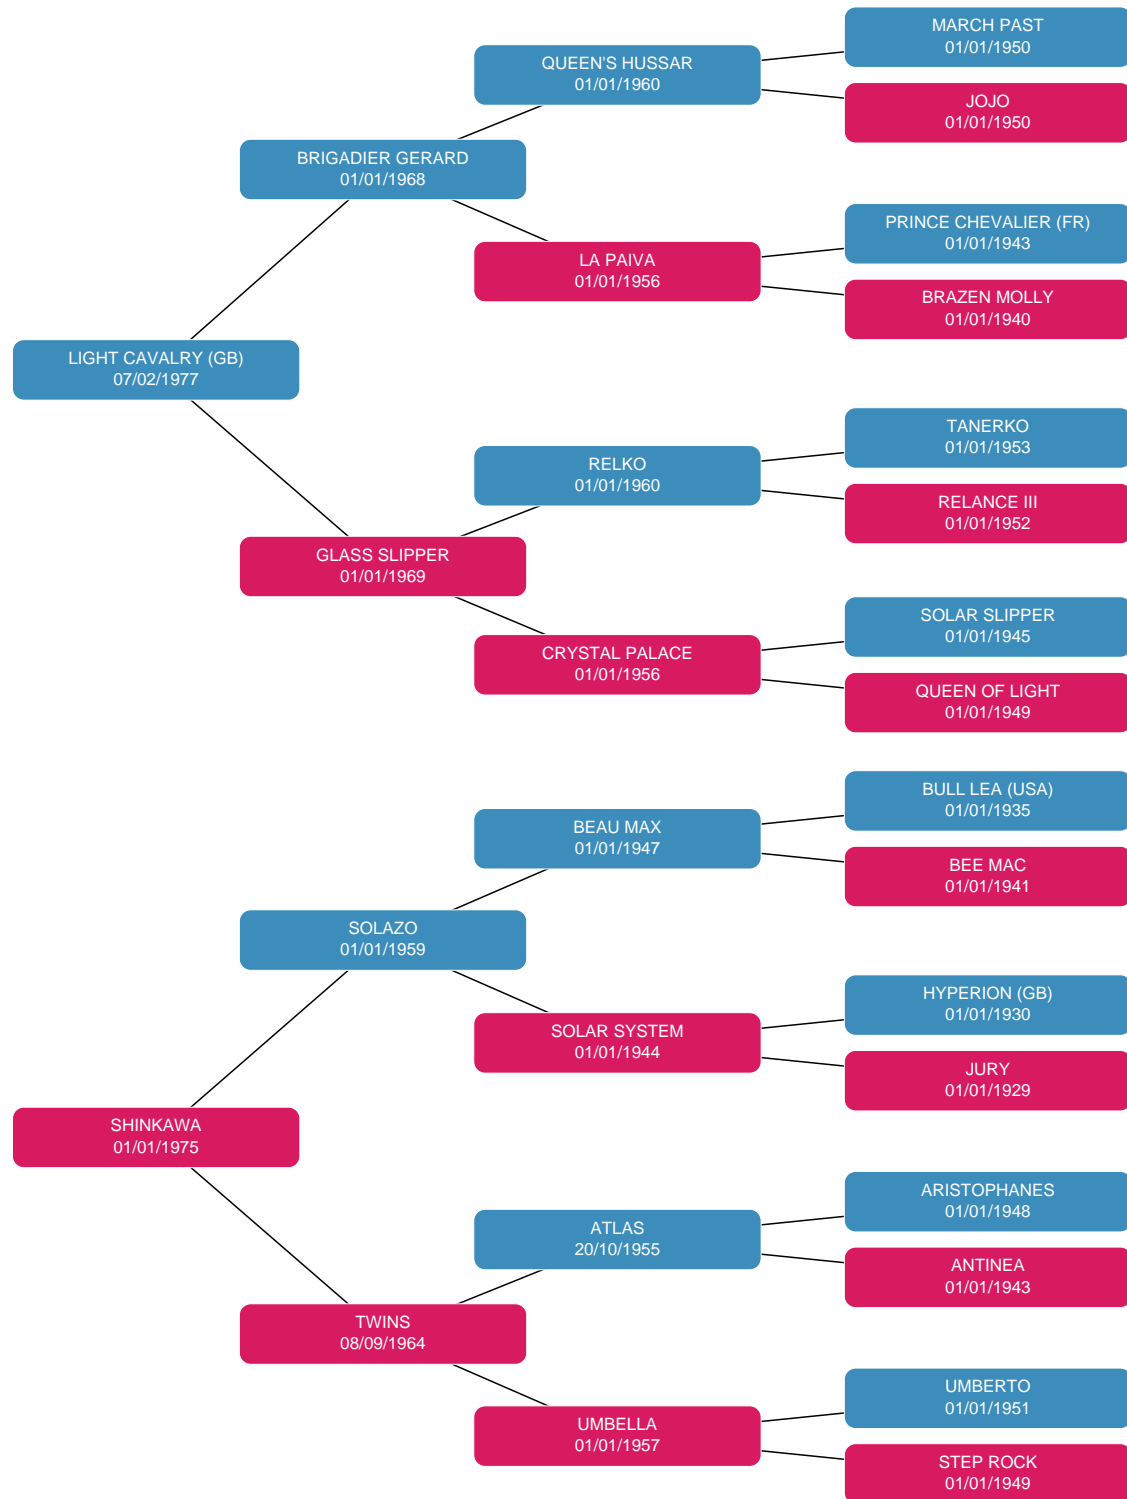 MARCH PAST
01/01/1950
QUEEN'S HUSSAR
01/01/1960
JOJO
01/01/1950
BRIGADIER GERARD
01/01/1968
PRINCE CHEVALIER (FR)
01/01/1943
LA PAIVA
01/01/1956
BRAZEN MOLLY
01/01/1940
LIGHT CAVALRY (GB)
07/02/1977
TANERKO
01/01/1953
RELKO
01/01/1960
RELANCE III
01/01/1952
GLASS SLIPPER
01/01/1969
SOLAR SLIPPER
01/01/1945
CRYSTAL PALACE
01/01/1956
QUEEN OF LIGHT
01/01/1949
BULL LEA (USA)
01/01/1935
BEAU MAX
01/01/1947
BEE MAC
01/01/1941
SOLAZO
01/01/1959
HYPERION (GB)
01/01/1930
SOLAR SYSTEM
01/01/1944
JURY
01/01/1929
SHINKAWA
01/01/1975
ARISTOPHANES
01/01/1948
ATLAS
20/10/1955
ANTINEA
01/01/1943
TWINS
08/09/1964
UMBERTO
01/01/1951
UMBELLA
01/01/1957
STEP ROCK
01/01/1949